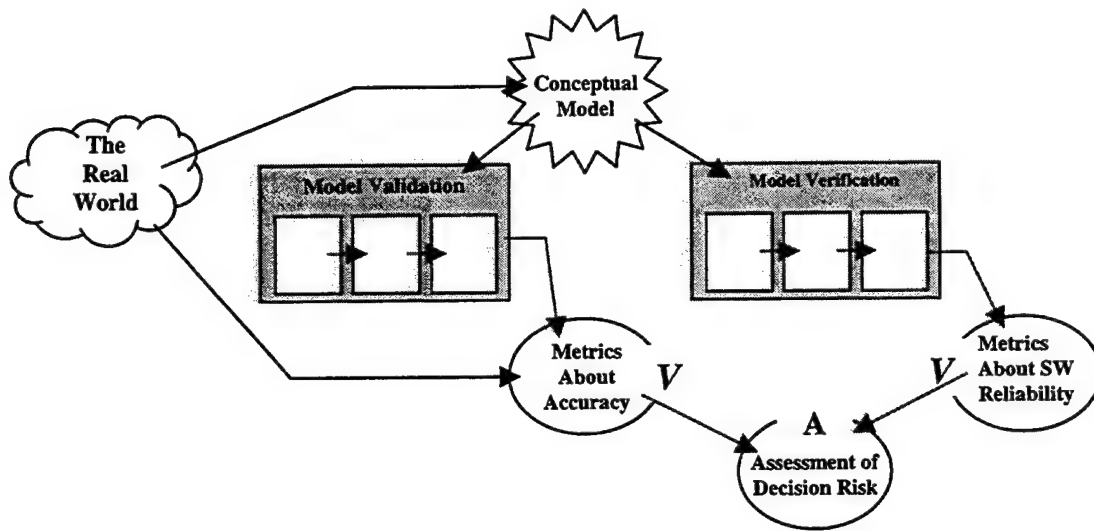 Conceptual
Model
The
Real
World
Model Validation
Model Verification
Metrics
About
Accuracy
V
V
Metrics
About SW
Reliability
A
Assessment of
Decision Risk